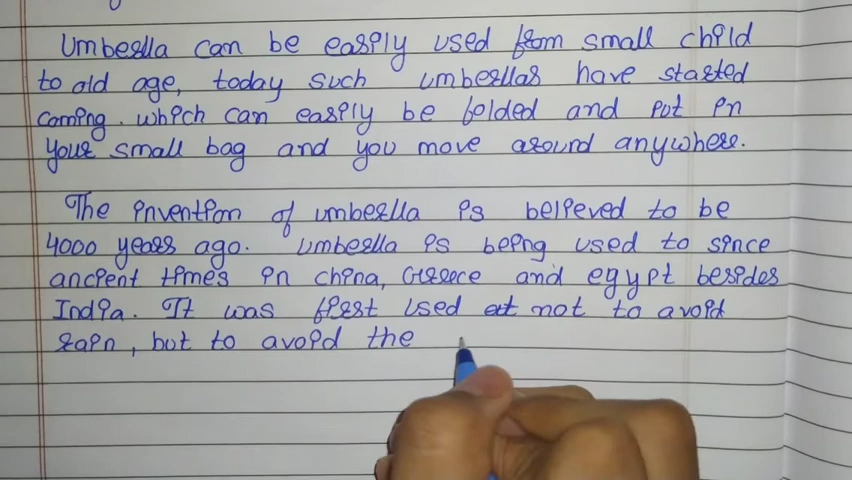 Umbrella can be easily used from small child
to old age, today such umbrellas have started
coming. which can easily be folded and put in
your small bag and you move around anywhere.
The invention of umbrella is believed to be
4000 years ago. Umbrella is being used to since
ancient times in china, Greece and egypt besides
India. It was first used not to avoid
rain, but to avoid the